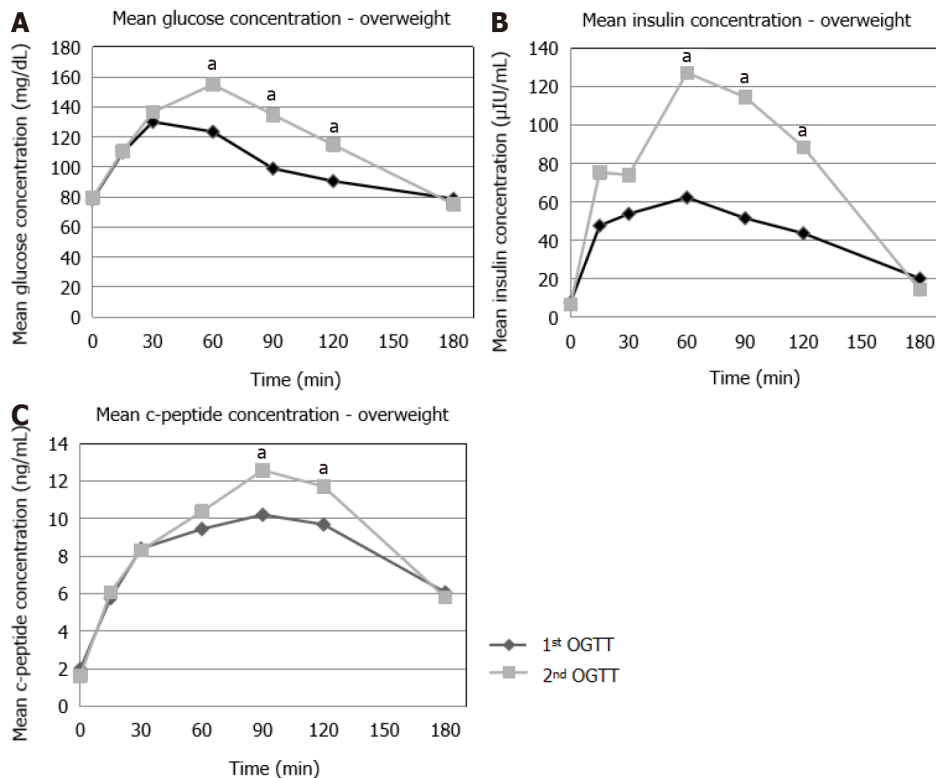 A
Mean glucose concentration - overweight
Mean glucose concentration (mg/dL)
180
160
140
120
100
80
60
40
20
0
a
a
a
0 30 60 90 120 150 180
Time (min)
B
Mean insulin concentration - overweight
Mean insulin concentration (µIU/mL)
140
120
100
80
60
40
20
0
a
a
a
0 30 60 90 120 150 180
Time (min)
C
Mean c-peptide concentration - overweight
Mean c-peptide concentration (ng/mL)
14
12
10
8
6
4
2
0
a
a
0 30 60 90 120 150 180
Time (min)
1st OGTT
2nd OGTT